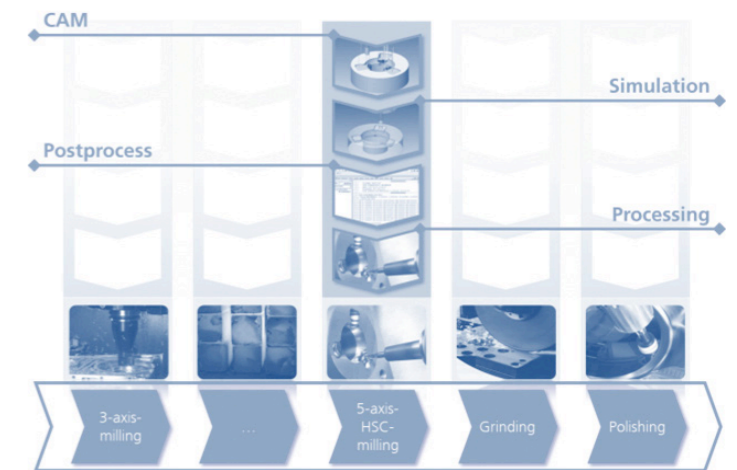 CAM
Simulation
Postprocess
Processing
3-axis-
milling
...
5-axis-
HSC-
milling
Grinding
Polishing